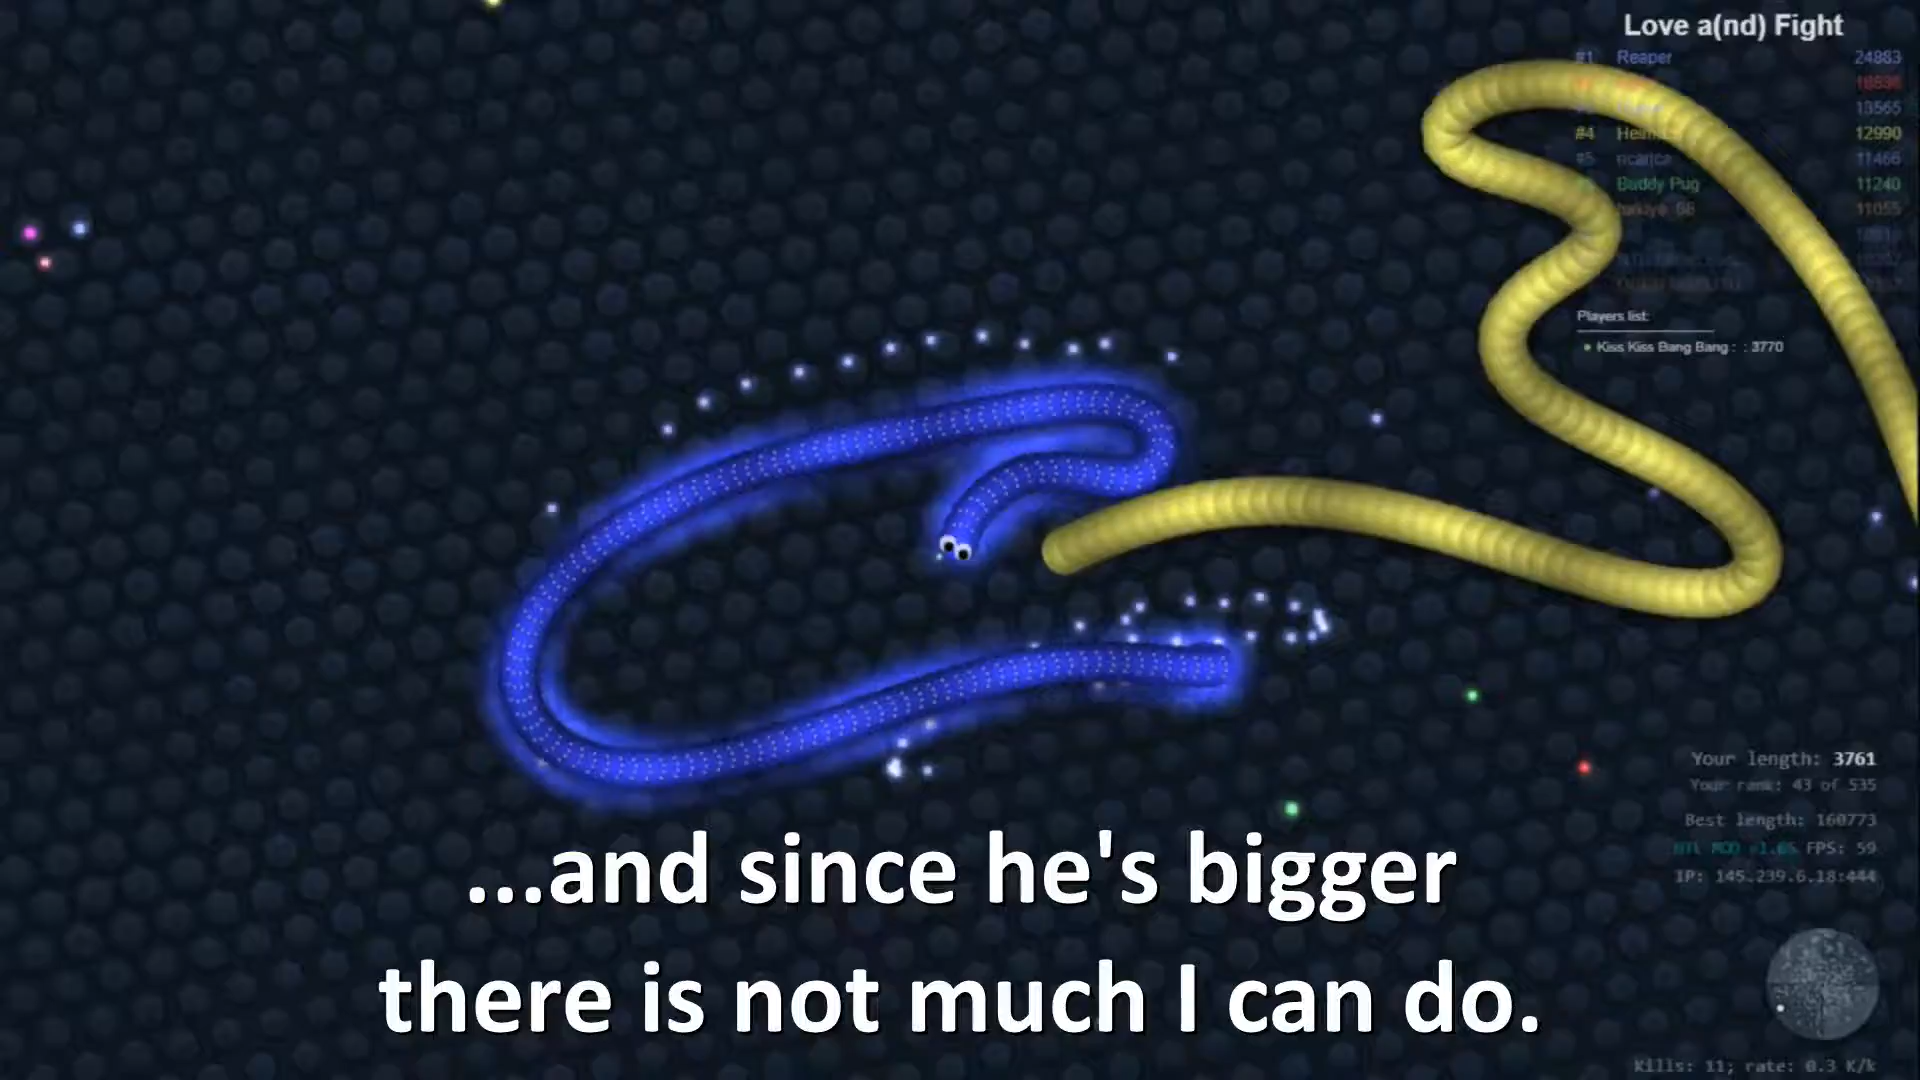 Love a(nd) Fight
#1 Reaper 24883
13565
#4 12990
#5 11466
Buddy Pug 11240
11055
Players list:
Kiss Kiss Bang Bang : : 3770
Your length: 3761
Your rank: 43 of 535
Best length: 160773
FPS: 59
IP: 145.239.6.18:444
...and since he's bigger
there is not much I can do.
Kills: 11; rate: 0.3 K/k